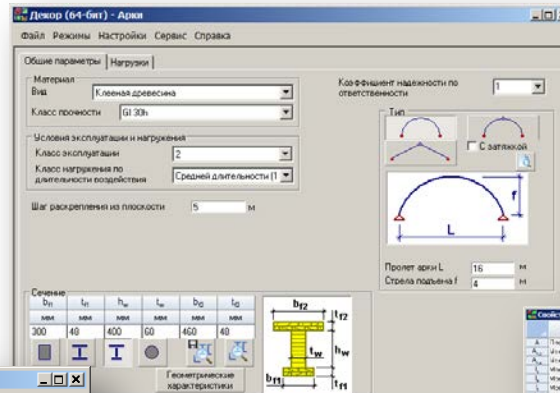 Декор (64-бит) - Арки
Файл Режимы Настройки Сервис Справка
Общие параметры Нагрузки
Материал
Вид Клееная древесина
Класс прочности Gl 30h
Коэффициент надежности по ответственности 1
Условия эксплуатации и нагружения
Класс эксплуатации 2
Класс нагружения по длительности воздействия Средней длительности (1
Шаг раскрепления из плоскости 5 м
Тип
С затяжкой
f
L
Пролет арки L 16 м
Стрела подъема f 4 м
Сечение
bf1 tf1 hw tw bf2 tf2
мм мм мм мм мм мм
300 48 400 60 460 48
Геометрические характеристики
bf2
tf2
tw
hw
bf1
tf1